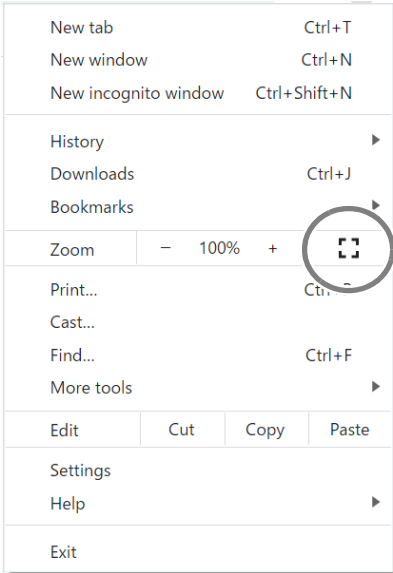 New tab Ctrl+T
New window Ctrl+N
New incognito window Ctrl+Shift+N
History
Downloads Ctrl+J
Bookmarks
Zoom − 100% +
Print...
Cast...
Find... Ctrl+F
More tools
Edit Cut Copy Paste
Settings
Help
Exit